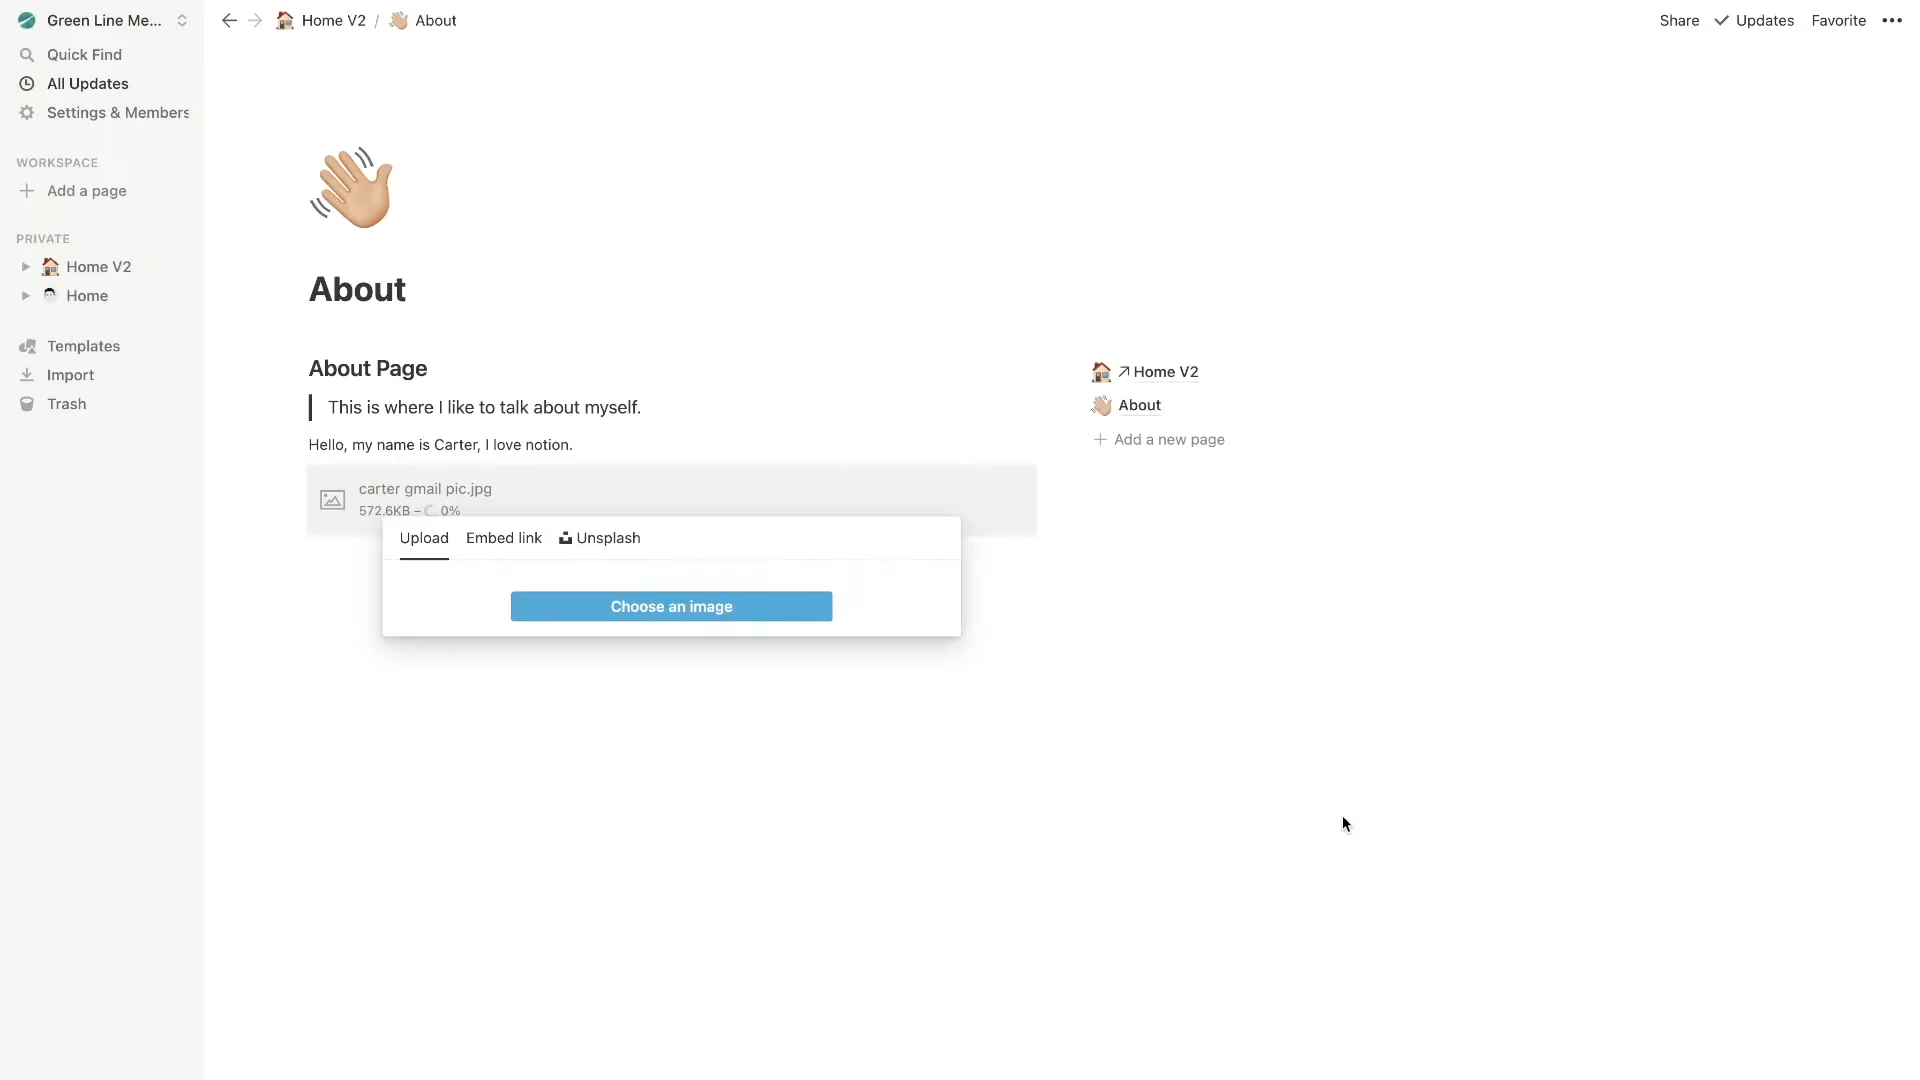 Green Line Me...
Quick Find
All Updates
Settings & Members
WORKSPACE
Add a page
PRIVATE
Home V2
Home
Templates
Import
Trash
Home V2 / About
Share Updates Favorite
About
About Page
This is where I like to talk about myself.
Hello, my name is Carter, I love notion.
carter gmail pic.jpg
572.6KB – 0%
Upload Embed link Unsplash
Choose an image
Home V2
About
Add a new page